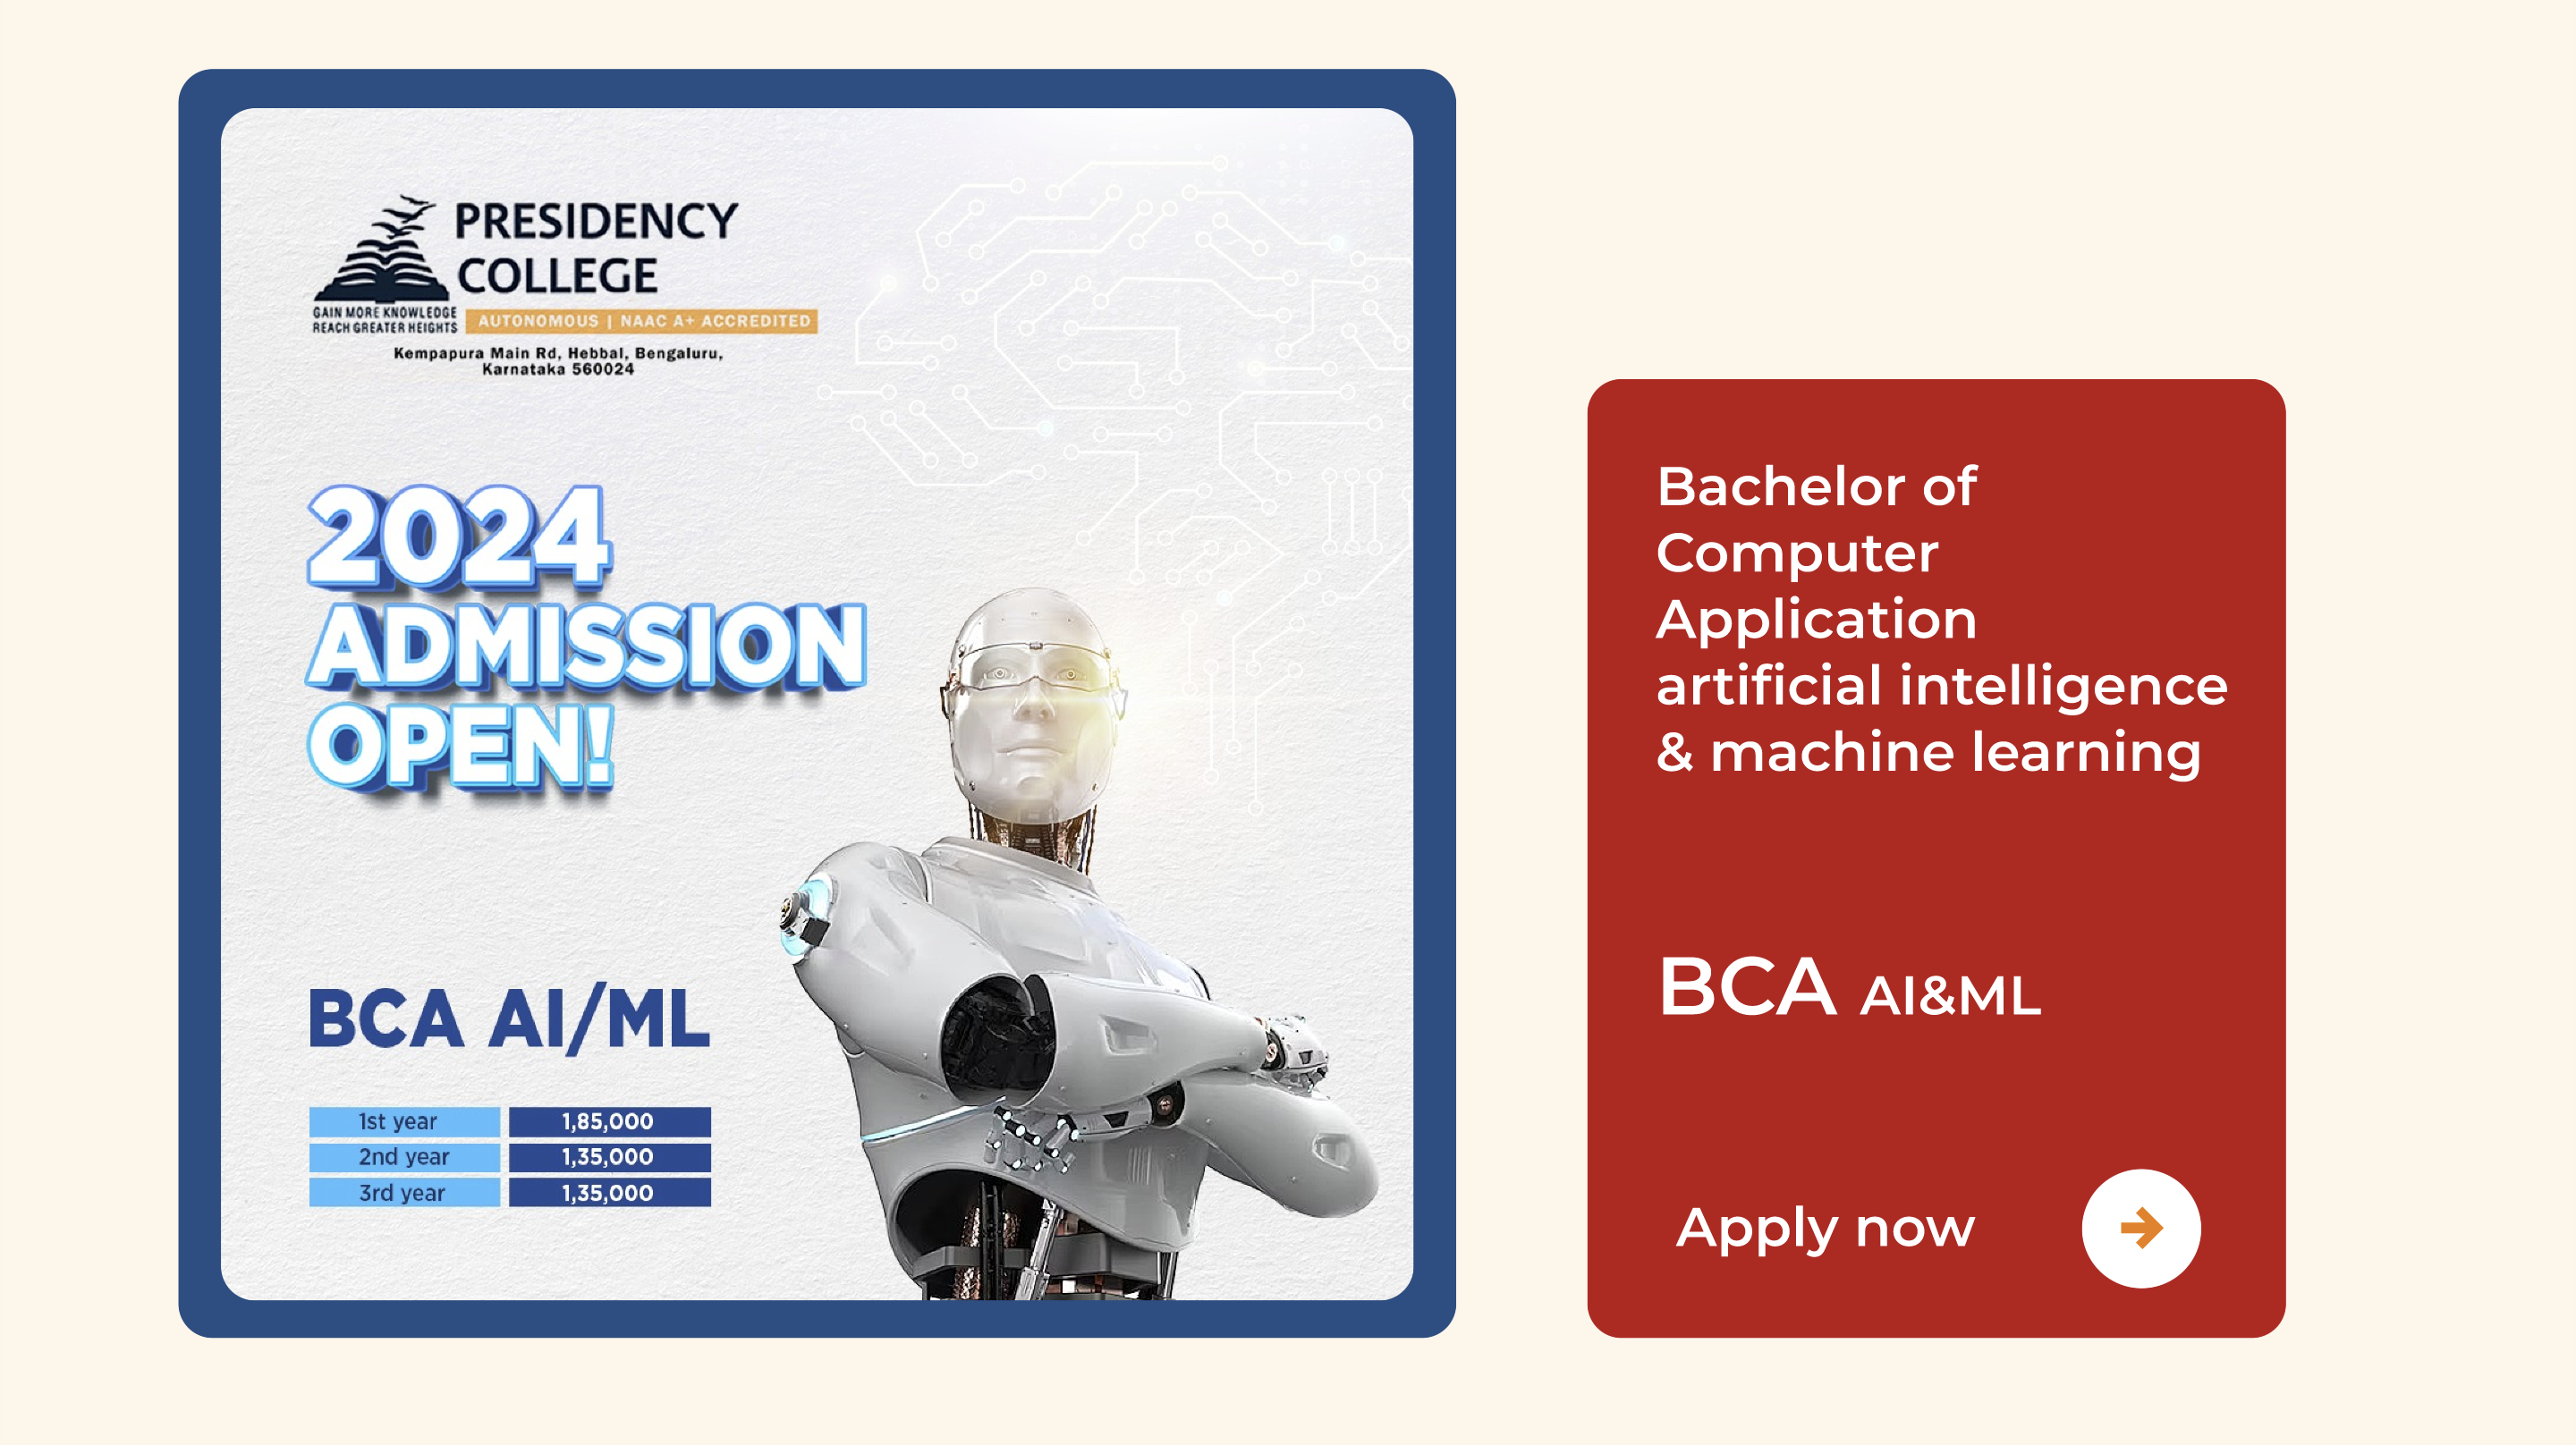 PRESIDENCY
COLLEGE
GAIN MORE KNOWLEDGE
REACH GREATER HEIGHTS
AUTONOMOUS | NAAC A+ ACCREDITED
Kempapura Main Rd, Hebbal, Bengaluru,
Karnataka 560024
2024
ADMISSION
OPEN!
BCA AI/ML
1st year 1,85,000
2nd year 1,35,000
3rd year 1,35,000
Bachelor of
Computer
Application
artificial intelligence
& machine learning
BCA AI&ML
Apply now